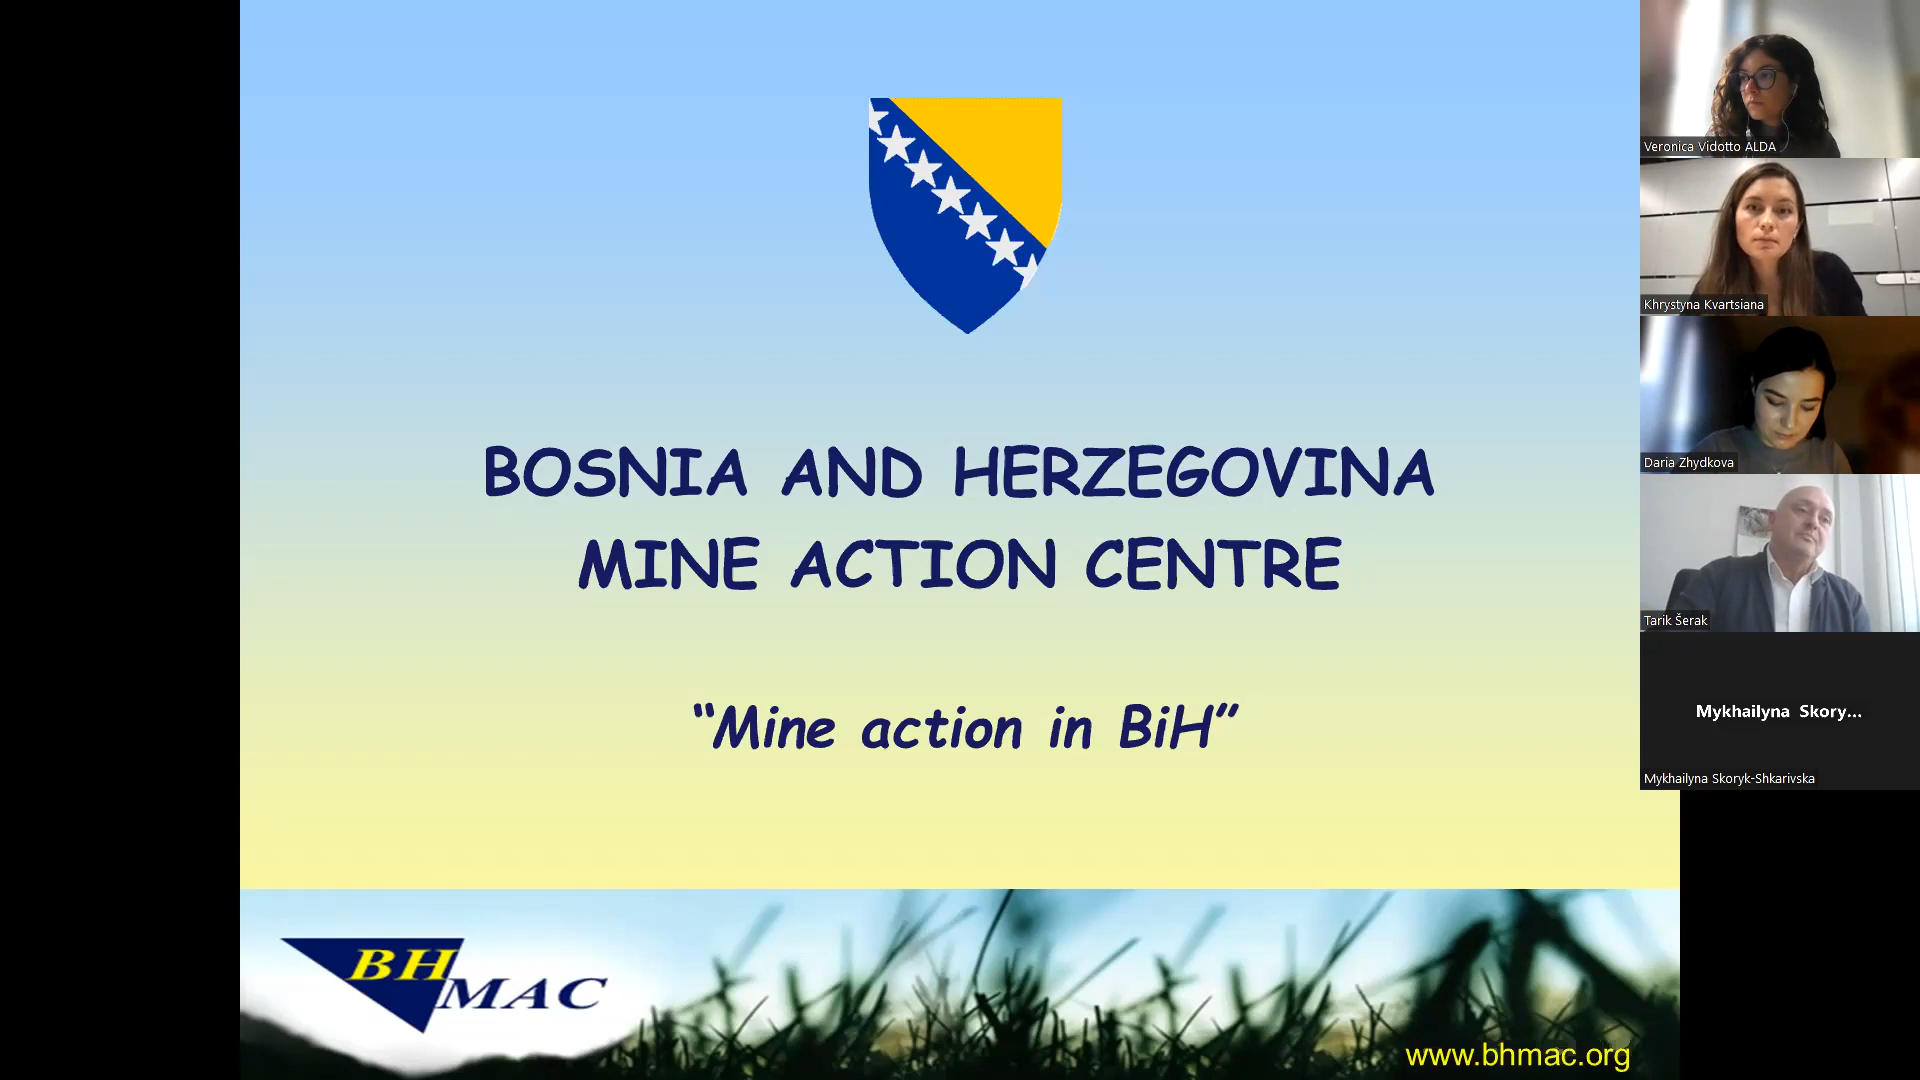 BOSNIA AND HERZEGOVINA
MINE ACTION CENTRE
“Mine action in BiH”
BH
MAC
www.bhmac.org
Veronica Vidotto ALDA
Khrystyna Kvartsiana
Daria Zhydkova
Tarik Šerak
Mykhailyna Skory...
Mykhailyna Skoryk-Shkarivska